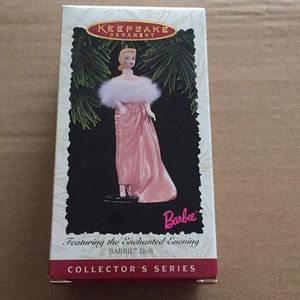 KEEPSAKE
ORNAMENT
Barbie
Featuring the Enchanted Evening
BARBIE® Doll
COLLECTOR'S SERIES